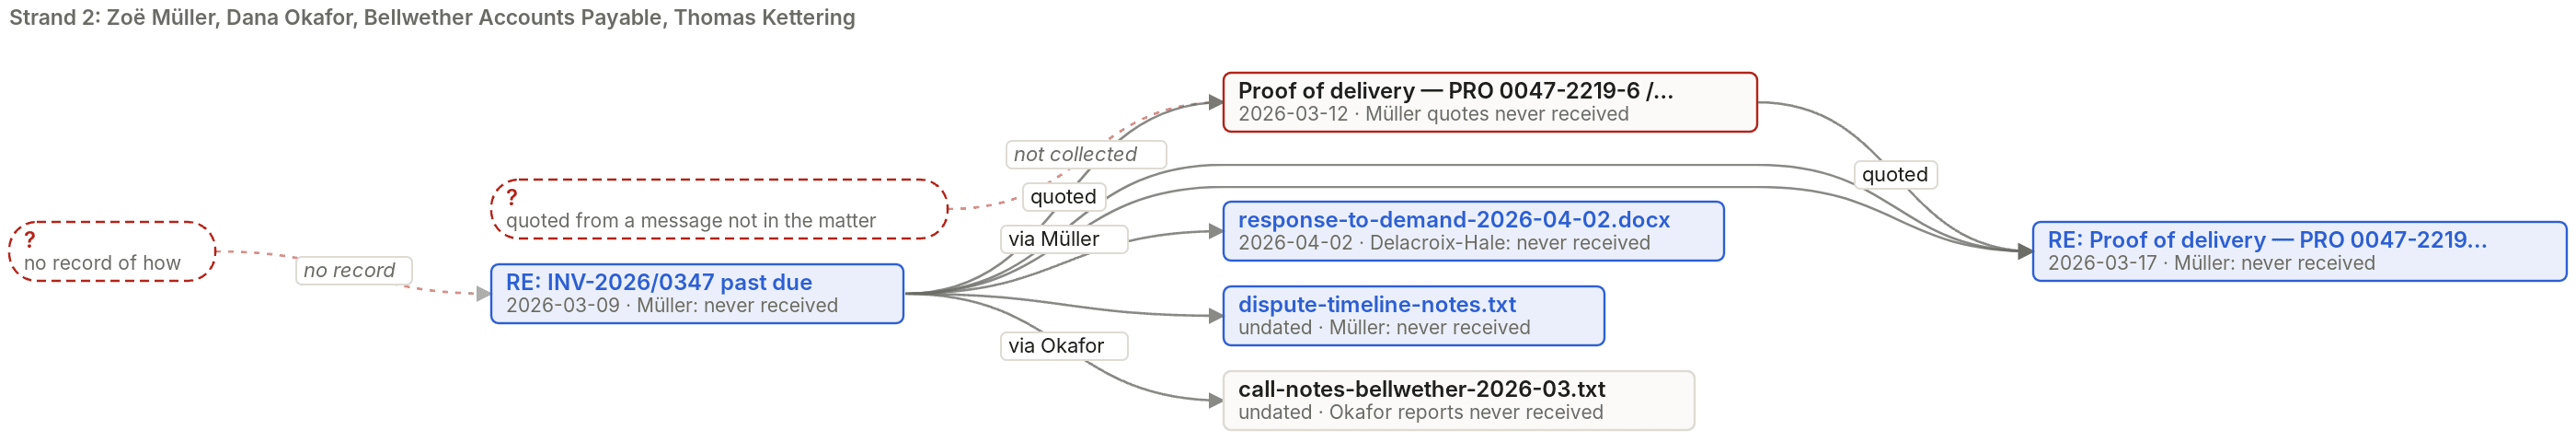 Strand 2: Zoë Müller, Dana Okafor, Bellwether Accounts Payable, Thomas Kettering
?
no record of how
no record
?
quoted from a message not in the matter
RE: INV-2026/0347 past due
2026-03-09 · Müller: never received
not collected
quoted
via Müller
via Okafor
Proof of delivery — PRO 0047-2219-6 /…
2026-03-12 · Müller quotes never received
response-to-demand-2026-04-02.docx
2026-04-02 · Delacroix-Hale: never received
dispute-timeline-notes.txt
undated · Müller: never received
call-notes-bellwether-2026-03.txt
undated · Okafor reports never received
quoted
RE: Proof of delivery — PRO 0047-2219…
2026-03-17 · Müller: never received